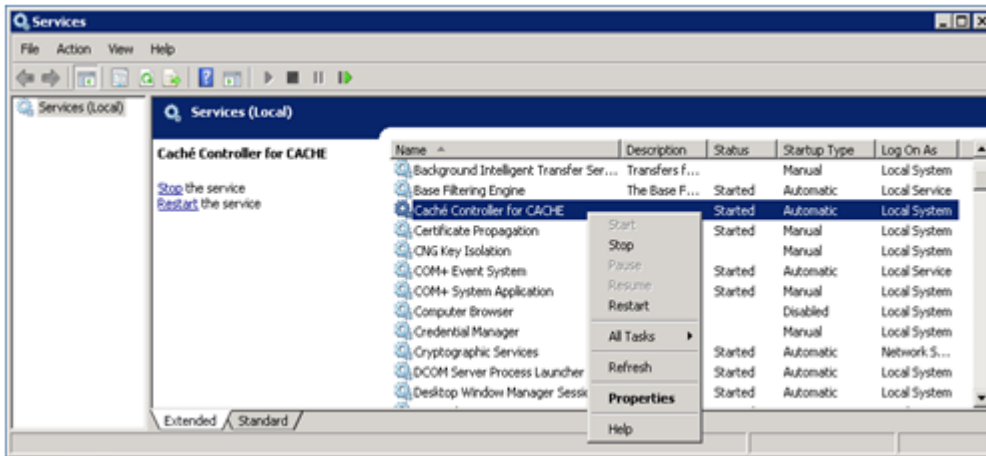 Services
File Action View Help
Services (Local)
Services (Local)
Caché Controller for CACHE
Stop the service
Restart the service
Name Description Status Startup Type Log On As
Background Intelligent Transfer Ser... Transfers f... Manual Local System
Base Filtering Engine The Base F... Started Automatic Local Service
Caché Controller for CACHE Started Automatic Local System
Certificate Propagation Started Manual Local System
CNG Key Isolation Manual Local System
COM+ Event System Started Automatic Local Service
COM+ System Application Started Manual Local System
Computer Browser Disabled Local System
Credential Manager Manual Local System
Cryptographic Services Started Automatic Network S...
DCOM Server Process Launcher Started Automatic Local System
Desktop Window Manager Started Automatic Local System
Start
Stop
Pause
Resume
Restart
All Tasks
Refresh
Properties
Help
Extended Standard